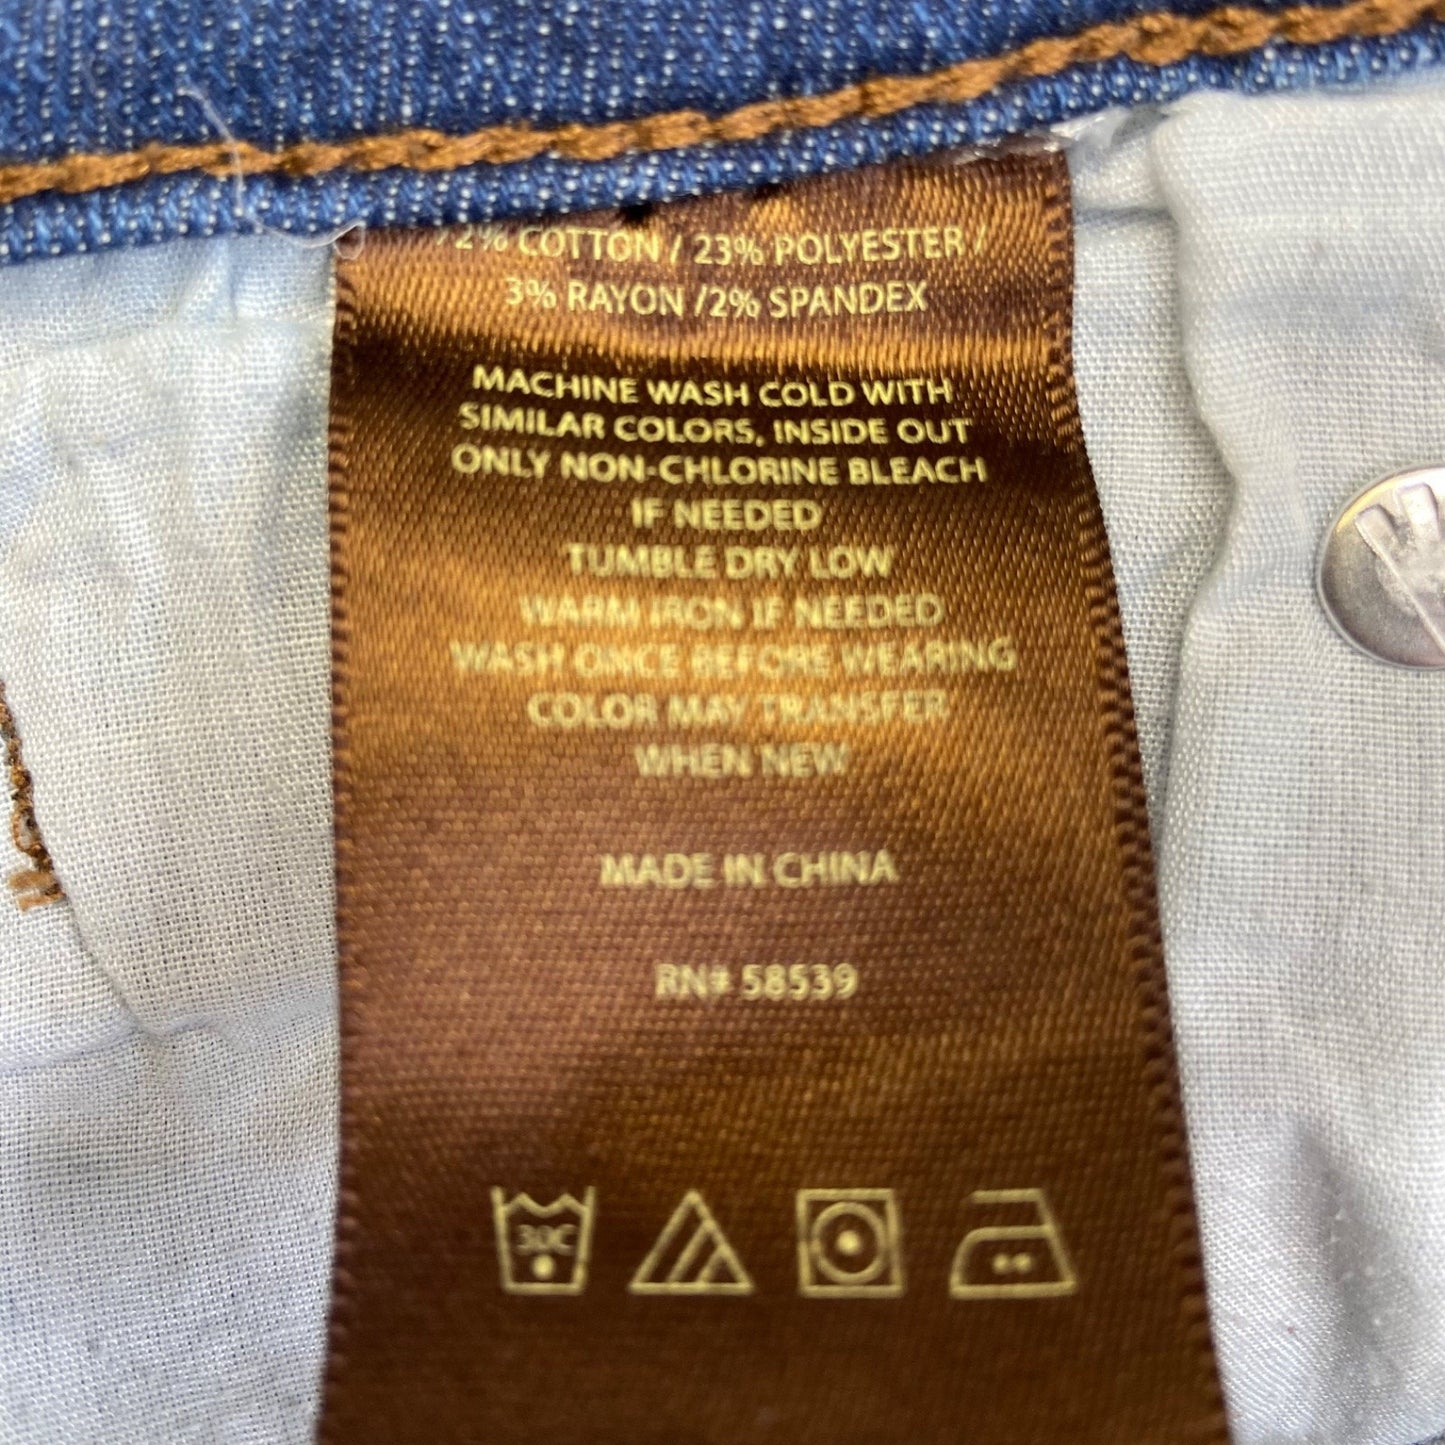 72% COTTON / 23% POLYESTER /
3% RAYON /2% SPANDEX
MACHINE WASH COLD WITH
SIMILAR COLORS, INSIDE OUT
ONLY NON-CHLORINE BLEACH
IF NEEDED
TUMBLE DRY LOW
WARM IRON IF NEEDED
WASH ONCE BEFORE WEARING
COLOR MAY TRANSFER
WHEN NEW
MADE IN CHINA
RN# 58539
30C